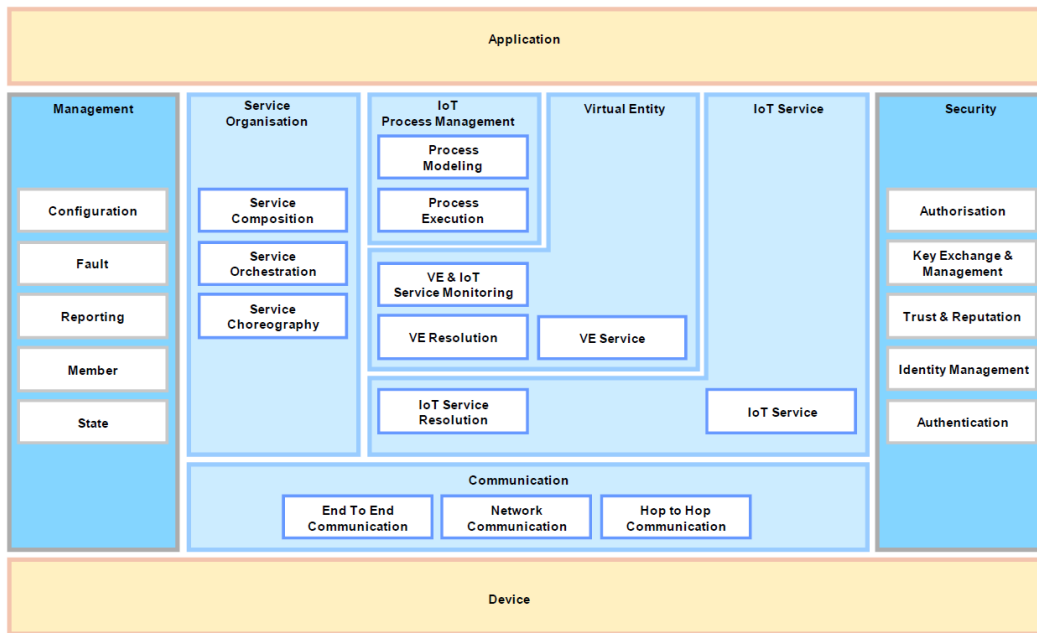 Application
Management
Configuration
Fault
Reporting
Member
State
Service
Organisation
Service
Composition
Service
Orchestration
Service
Choreography
IoT
Process Management
Process
Modeling
Process
Execution
Virtual Entity
VE & IoT
Service Monitoring
VE Resolution
VE Service
IoT Service
IoT Service
Resolution
IoT Service
Security
Authorisation
Key Exchange &
Management
Trust & Reputation
Identity Management
Authentication
Communication
End To End
Communication
Network
Communication
Hop to Hop
Communication
Device